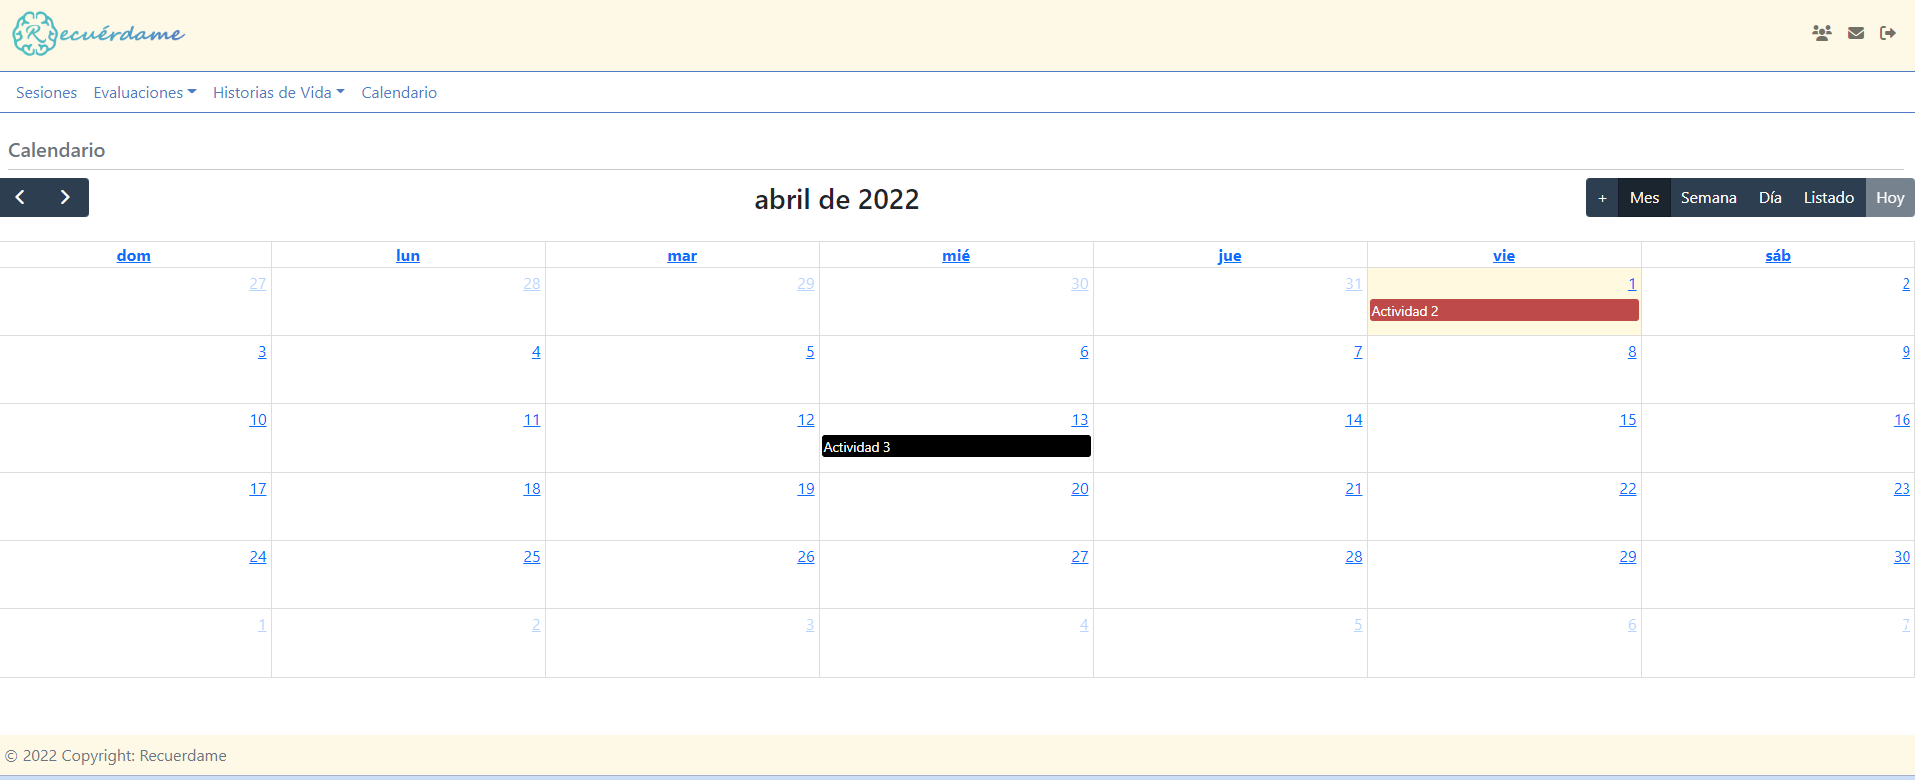 Recuérdame
Sesiones Evaluaciones Historias de Vida Calendario
Calendario
abril de 2022
+ Mes Semana Día Listado Hoy
dom lun mar mié jue vie sáb
27 28 29 30 31 1 2
Actividad 2
3 4 5 6 7 8 9
10 11 12 13 14 15 16
Actividad 3
17 18 19 20 21 22 23
24 25 26 27 28 29 30
1 2 3 4 5 6 7
© 2022 Copyright: Recuerdame